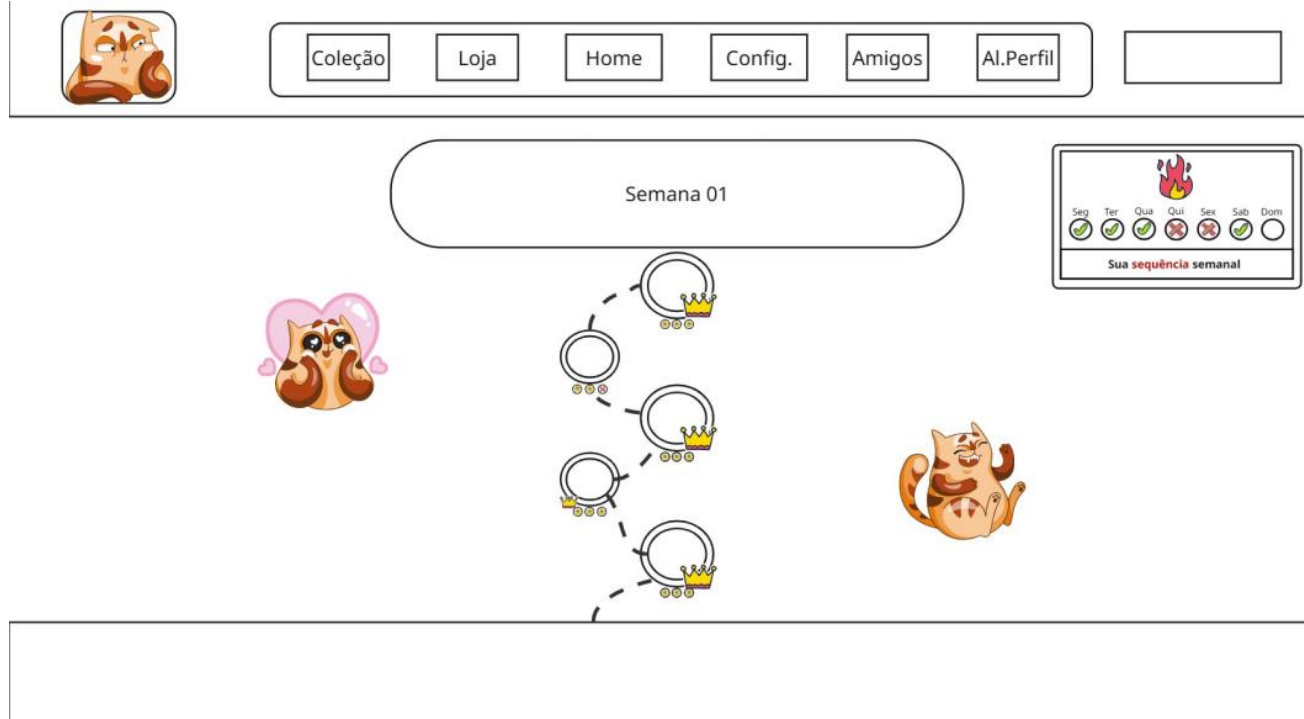 Coleção
Loja
Home
Config.
Amigos
Al.Perfil
Semana 01
Seg Ter Qua Qui Sex Sab Dom
Sua sequência semanal